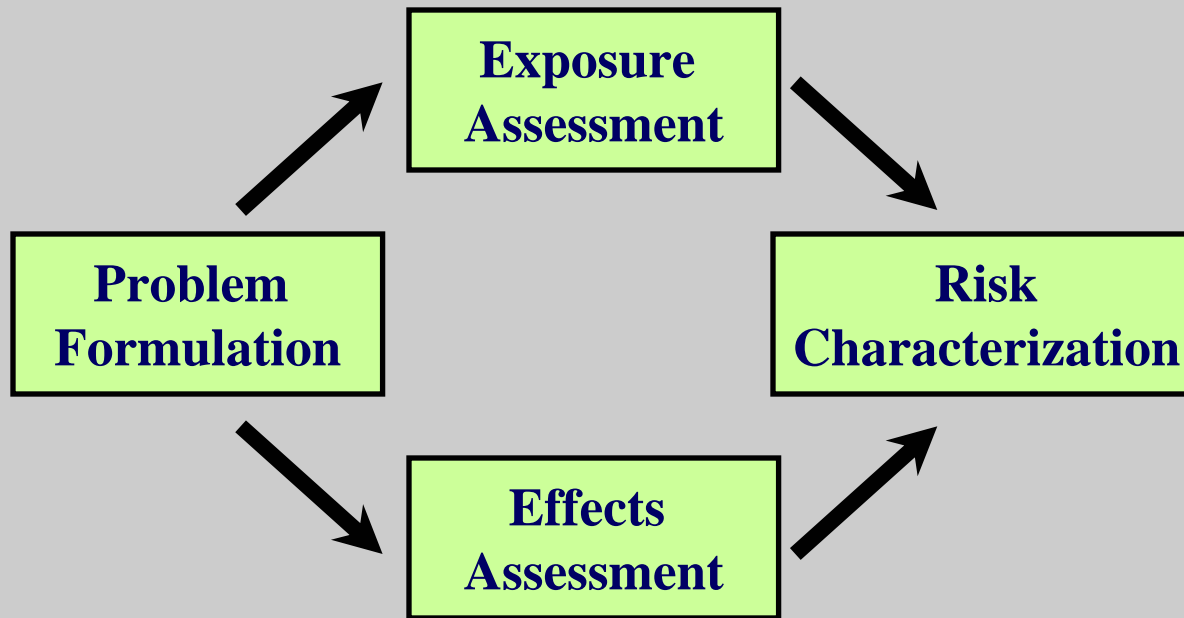 Exposure
Assessment
Problem
Formulation
Risk
Characterization
Effects
Assessment